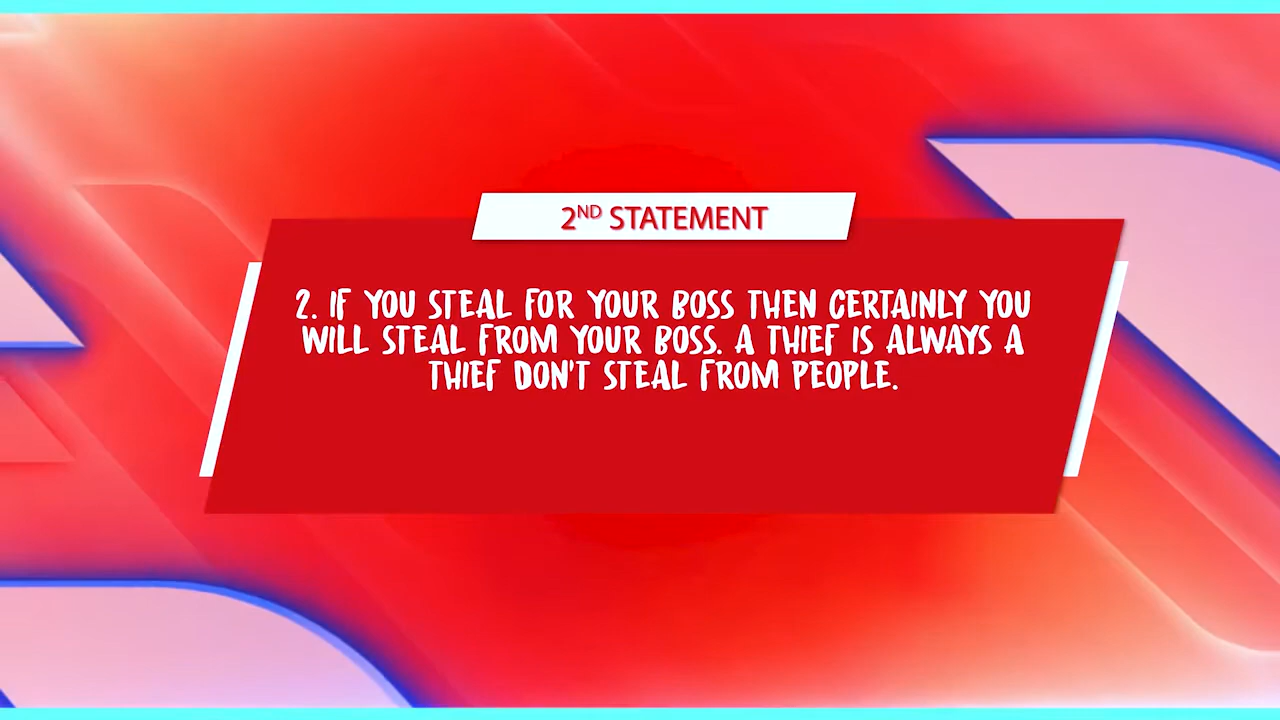 2ND STATEMENT
2. IF YOU STEAL FOR YOUR BOSS THEN CERTAINLY YOU
WILL STEAL FROM YOUR BOSS. A THIEF IS ALWAYS A
THIEF DON'T STEAL FROM PEOPLE.